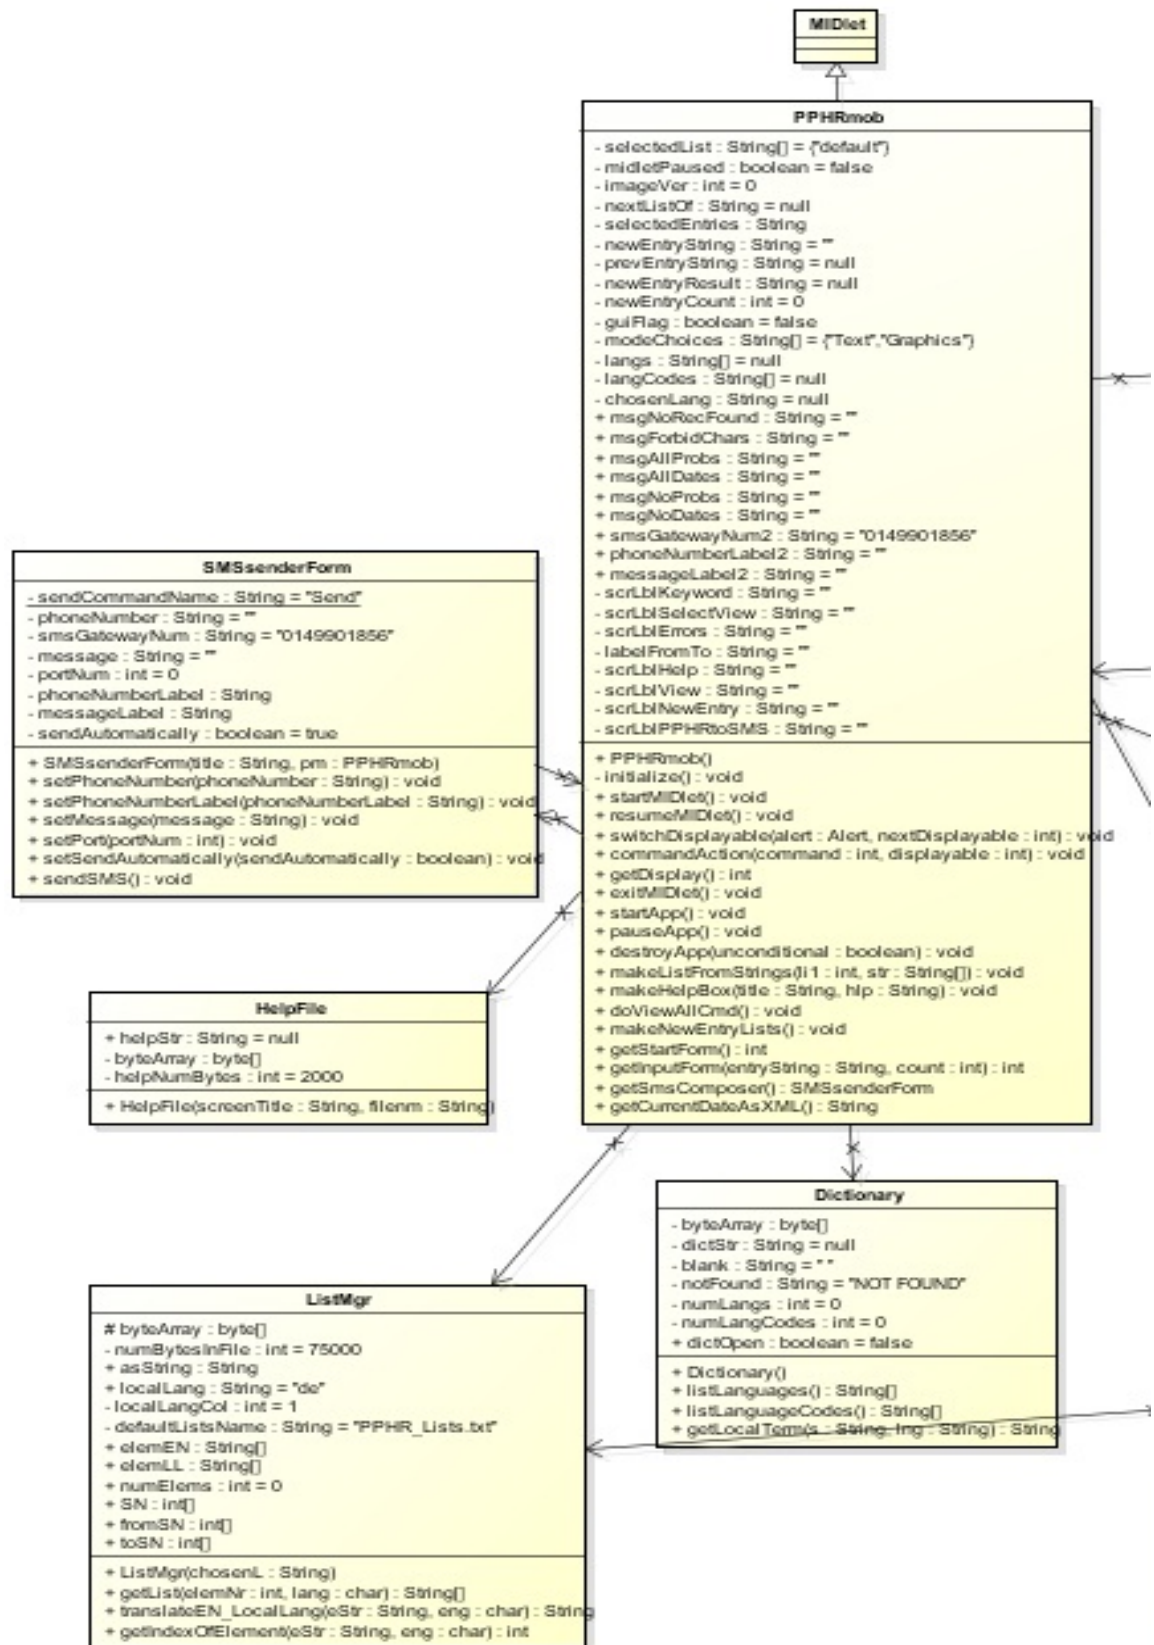 MIDlet
PPHRmob
- selectedList : String[] = {"default"}
- midletPaused : boolean = false
- imageVer : int = 0
- nextListOf : String = null
- selectedEntries : String
- newEntryString : String = ""
- prevEntryString : String = null
- newEntryResult : String = null
- newEntryCount : int = 0
- guiFlag : boolean = false
- modeChoices : String[] = {"Text","Graphics"}
- langs : String[] = null
- langCodes : String[] = null
- chosenLang : String = null
+ msgNoRecFound : String = ""
+ msgForbidChars : String = ""
+ msgAllProbs : String = ""
+ msgAllDates : String = ""
+ msgNoProbs : String = ""
+ msgNoDates : String = ""
+ smsGatewayNum2 : String = "0149901856"
+ phoneNumberLabel2 : String = ""
+ messageLabel2 : String = ""
- scrLblKeyword : String = ""
- scrLblSelectView : String = ""
- scrLblErrors : String = ""
- labelFromTo : String = ""
- scrLblHelp : String = ""
- scrLblView : String = ""
- scrLblNewEntry : String = ""
- scrLblPPHRtoSMS : String = ""
+ PPHRmob()
- initialize() : void
+ startMIDlet() : void
+ resumeMIDlet() : void
+ switchDisplayable(alert : Alert, nextDisplayable : int) : void
+ commandAction(command : int, displayable : int) : void
+ getDisplay() : int
+ exitMIDlet() : void
+ startApp() : void
+ pauseApp() : void
+ destroyApp(unconditional : boolean) : void
+ makeListFromStrings(li1 : int, str : String[]) : void
+ makeHelpBox(title : String, hlp : String) : void
+ doViewAllCmd() : void
+ makeNewEntryLists() : void
+ getStartForm() : int
+ getInputForm(entryString : String, count : int) : int
+ getSmsComposer() : SMSsenderForm
+ getCurrentDateAsXML() : String
SMSsenderForm
- sendCommandName : String = "Send"
- phoneNumber : String = ""
- smsGatewayNum : String = "0149901856"
- message : String = ""
- portNum : int = 0
- phoneNumberLabel : String
- messageLabel : String
- sendAutomatically : boolean = true
+ SMSsenderForm(title : String, pm : PPHRmob)
+ setPhoneNumber(phoneNumber : String) : void
+ setPhoneNumberLabel(phoneNumberLabel : String) : void
+ setMessage(message : String) : void
+ setPort(portNum : int) : void
+ setSendAutomatically(sendAutomatically : boolean) : void
+ sendSMS() : void
HelpFile
+ helpStr : String = null
- byteArray : byte[]
- helpNumBytes : int = 2000
+ HelpFile(screenTitle : String, filenm : String)
Dictionary
- byteArray : byte[]
- dictStr : String = null
- blank : String = " "
- notFound : String = "NOT FOUND"
- numLangs : int = 0
- numLangCodes : int = 0
+ dictOpen : boolean = false
+ Dictionary()
+ listLanguages() : String[]
+ listLanguageCodes() : String[]
+ getLocalTerm(s : String, lng : String) : String
ListMgr
# byteArray : byte[]
- numBytesInFile : int = 75000
+ asString : String
+ localLang : String = "de"
- localLangCol : int = 1
- defaultListsName : String = "PPHR_Lists.txt"
+ elemEN : String[]
+ elemLL : String[]
+ numElems : int = 0
+ SN : int[]
+ fromSN : int[]
+ toSN : int[]
+ ListMgr(chosenL : String)
+ getList(elemNr : int, lang : char) : String[]
+ translateEN_LocalLang(eStr : String, eng : char) : String
+ getIndexOfElement(eStr : String, eng : char) : int